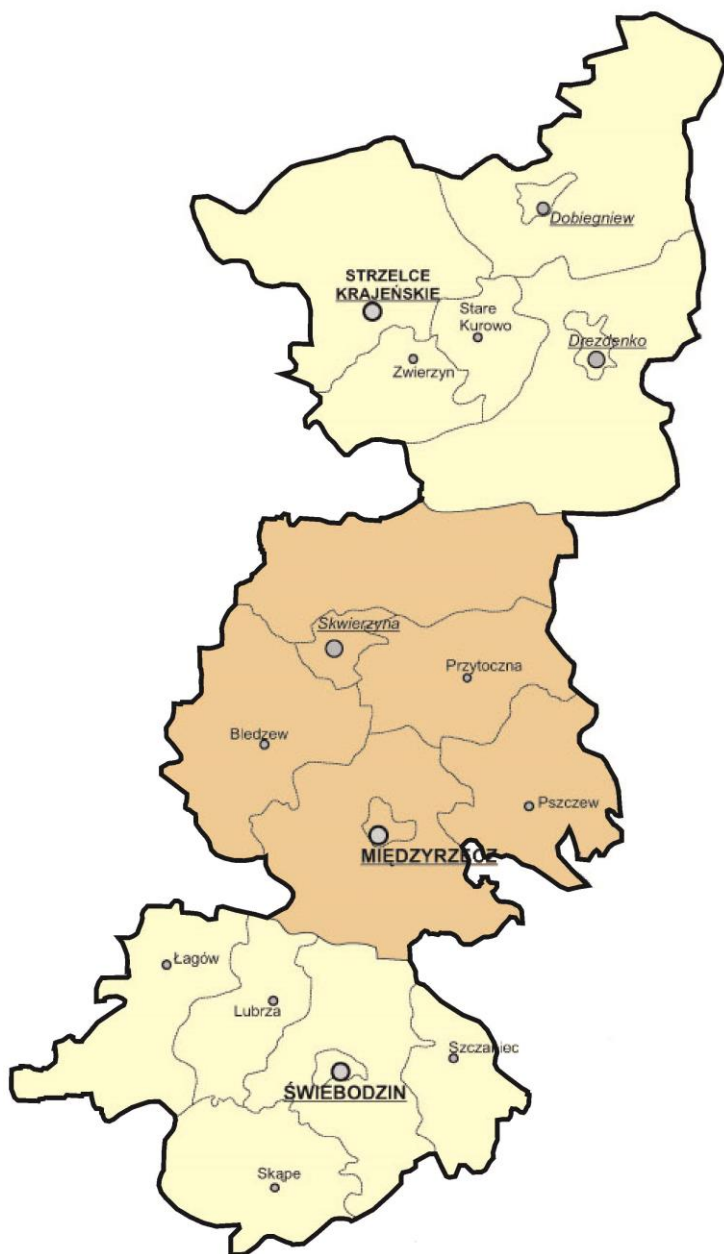 Dobiegniew
STRZELCE
KRAJEŃSKIE
Stare
Kurowo
Drezdenko
Zwierzyn
Skwierzyna
Przytoczna
Bledzew
Pszczew
MIĘDZYRZECZ
Łagów
Lubrza
Szczaniec
ŚWIEBODZIN
Skąpe